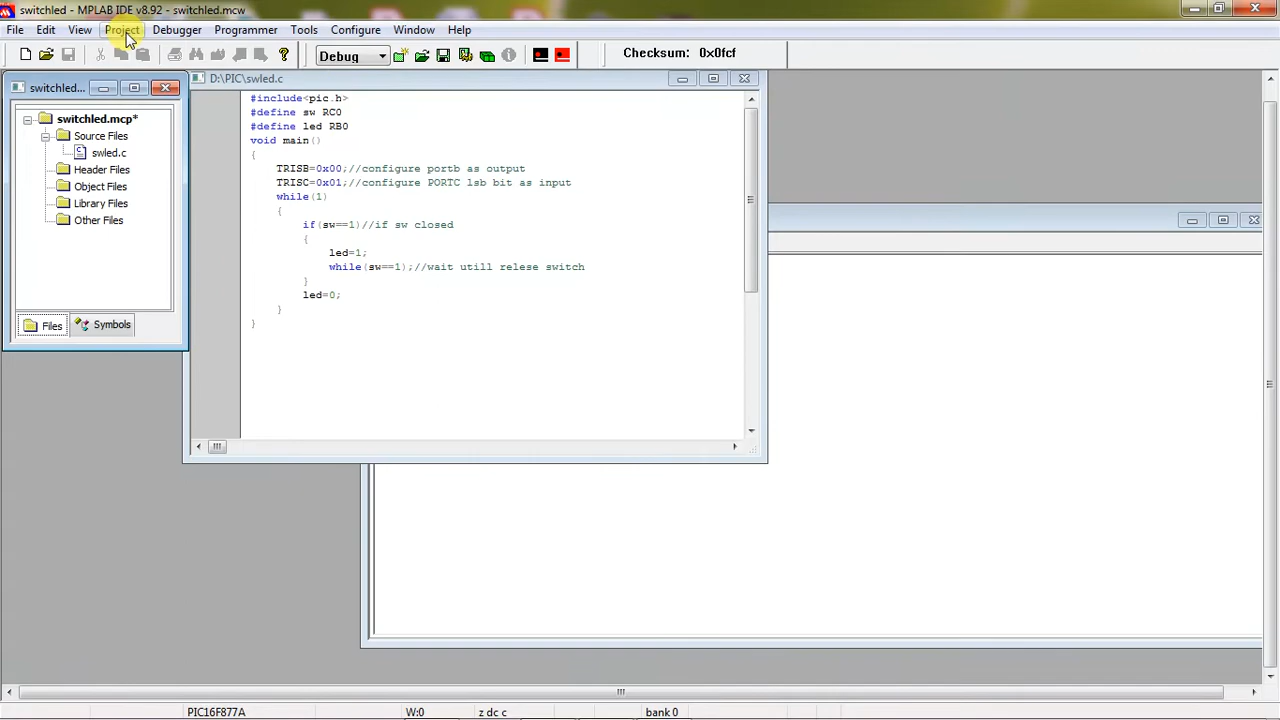 switchled - MPLAB IDE v8.92 - switchled.mcw
File Edit View Project Debugger Programmer Tools Configure Window Help
Debug Checksum: 0x0fcf
switchled...
switchled.mcp*
Source Files
swled.c
Header Files
Object Files
Library Files
Other Files
Files Symbols
D:\PIC\swled.c
#include<pic.h>
#define sw RC0
#define led RB0
void main()
{
TRISB=0x00;//configure portb as output
TRISC=0x01;//configure PORTC lsb bit as input
while(1)
{
if(sw==1)//if sw closed
{
led=1;
while(sw==1);//wait utill relese switch
}
led=0;
}
}
PIC16F877A W:0 z dc c bank 0